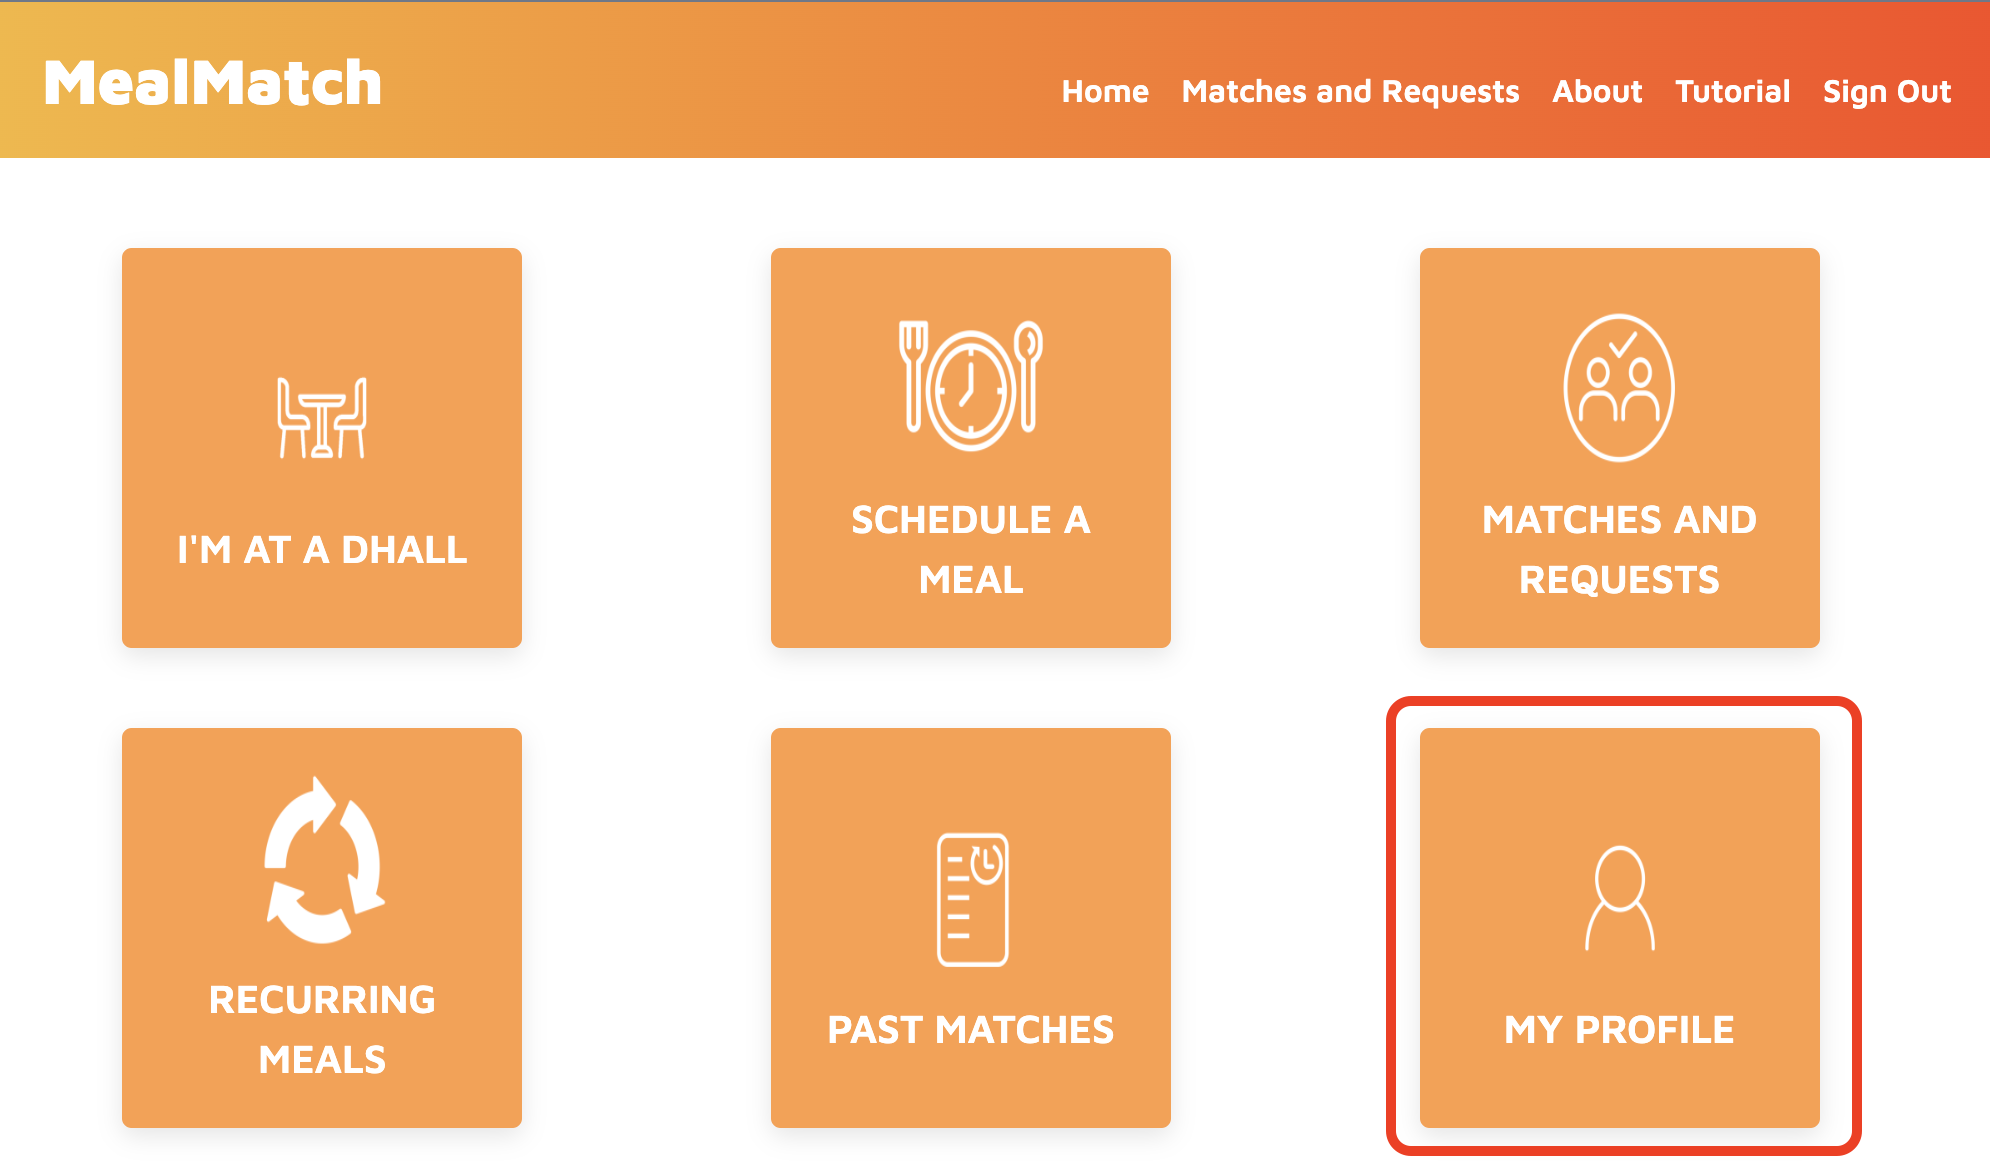 MealMatch
Home Matches and Requests About Tutorial Sign Out
I'M AT A DHALL
SCHEDULE A
MEAL
MATCHES AND
REQUESTS
RECURRING
MEALS
PAST MATCHES
MY PROFILE